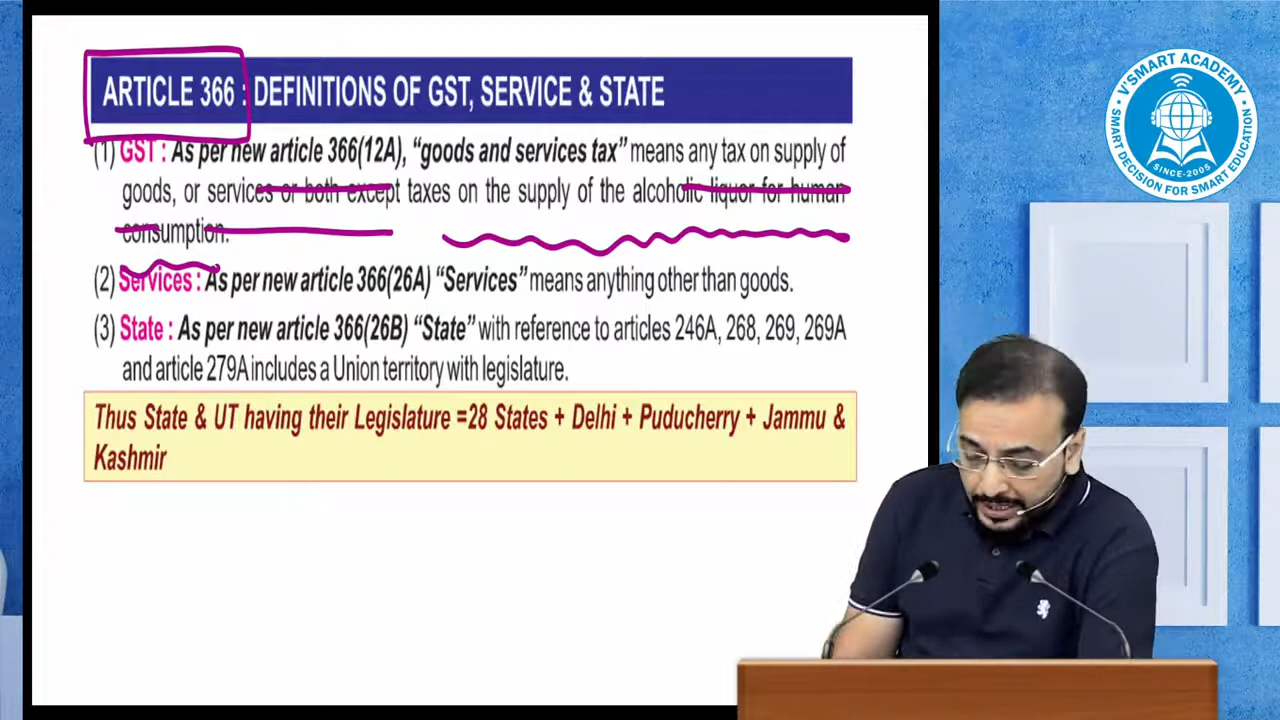 ARTICLE 366 : DEFINITIONS OF GST, SERVICE & STATE
(1) GST : As per new article 366(12A), “goods and services tax” means any tax on supply of
goods, or services or both except taxes on the supply of the alcoholic liquor for human
consumption.
(2) Services : As per new article 366(26A) “Services” means anything other than goods.
(3) State : As per new article 366(26B) “State” with reference to articles 246A, 268, 269, 269A
and article 279A includes a Union territory with legislature.
Thus State & UT having their Legislature =28 States + Delhi + Puducherry + Jammu &
Kashmir
V'SMART ACADEMY
SINCE-2005
SMART DECISION FOR SMART EDUCATION